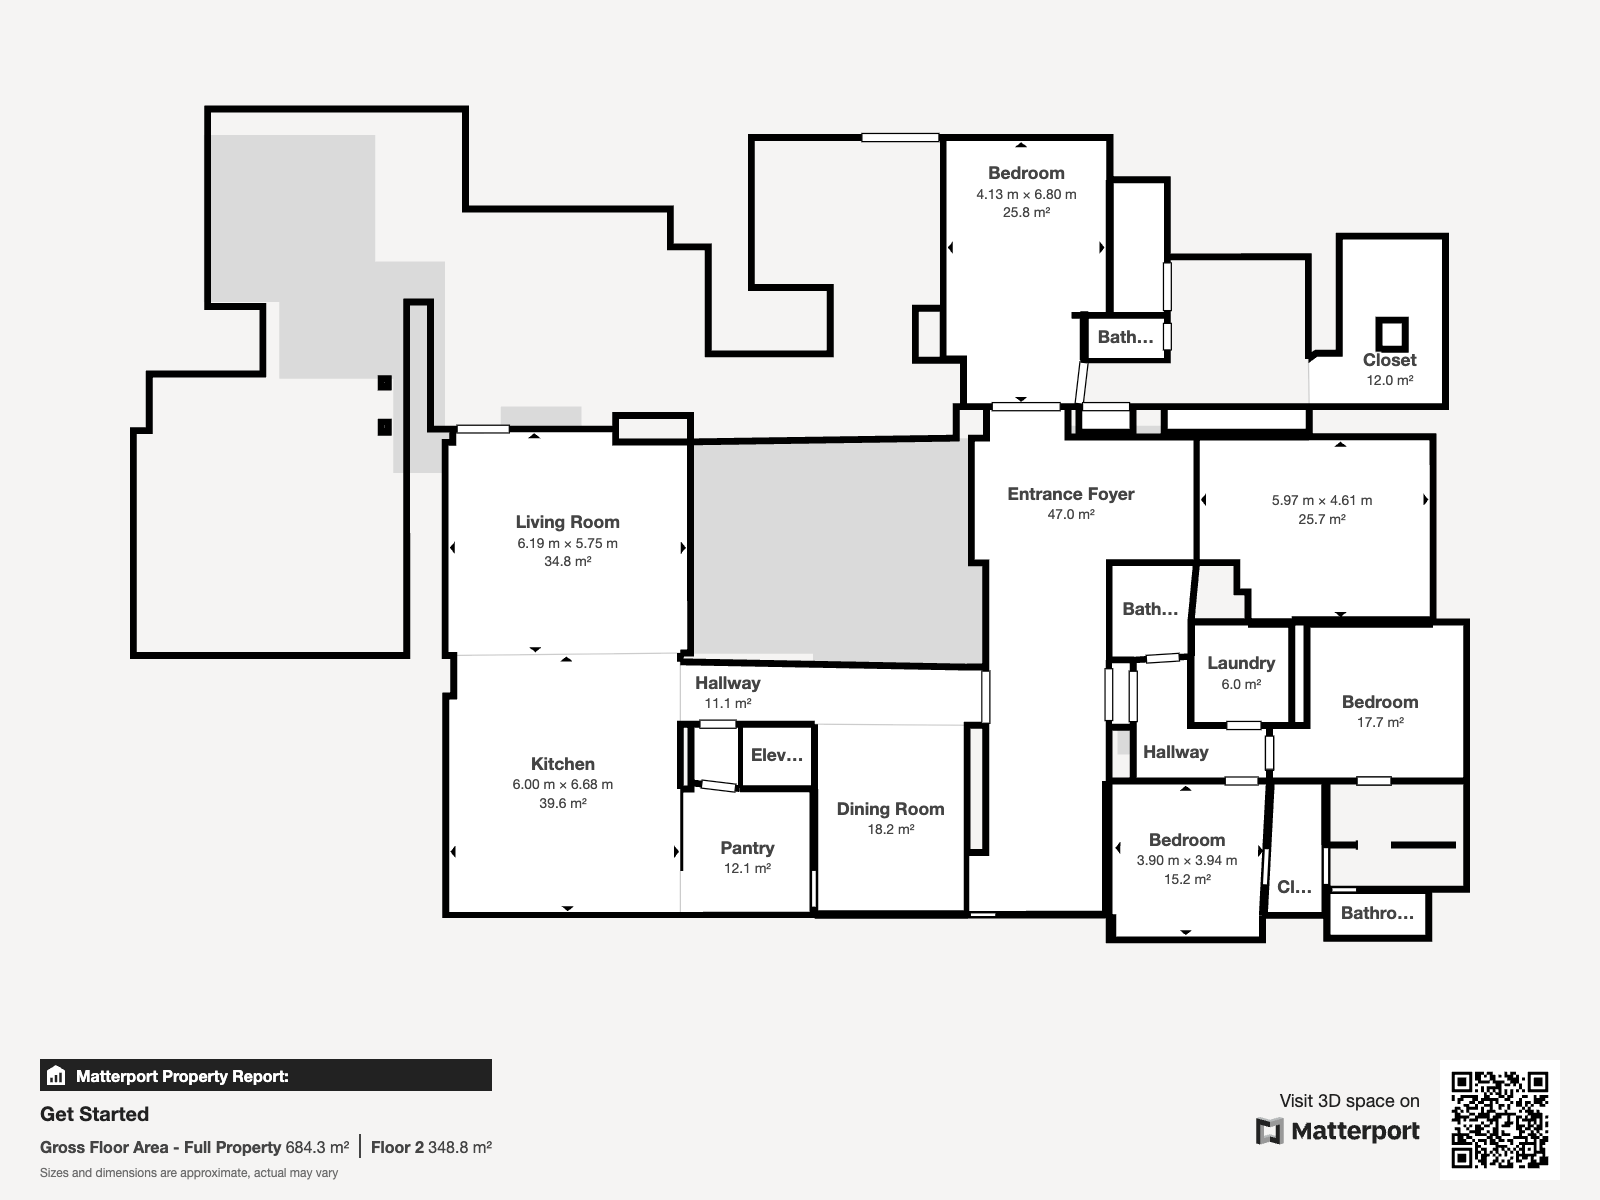 Bedroom
4.13 m × 6.80 m
25.8 m²
Bath…
Closet
12.0 m²
Entrance Foyer
47.0 m²
5.97 m × 4.61 m
25.7 m²
Living Room
6.19 m × 5.75 m
34.8 m²
Bath…
Laundry
6.0 m²
Hallway
11.1 m²
Bedroom
17.7 m²
Hallway
Kitchen
6.00 m × 6.68 m
39.6 m²
Elev…
Dining Room
18.2 m²
Pantry
12.1 m²
Bedroom
3.90 m × 3.94 m
15.2 m²
Cl…
Bathro…
Matterport Property Report:
Get Started
Gross Floor Area - Full Property 684.3 m² | Floor 2 348.8 m²
Sizes and dimensions are approximate, actual may vary
Visit 3D space on
Matterport